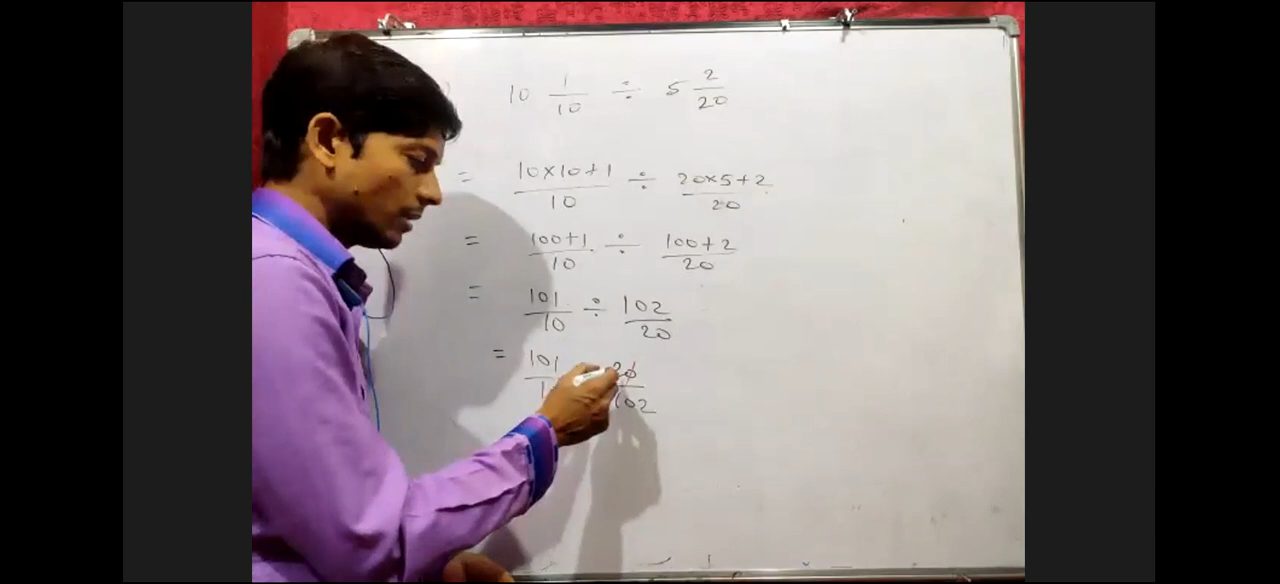 10 1/10 ÷ 5 2/20
= 10×10+1/10 ÷ 20×5+2/20
= 100+1/10 ÷ 100+2/20
= 101/10 ÷ 102/20
= 101/1 20/102